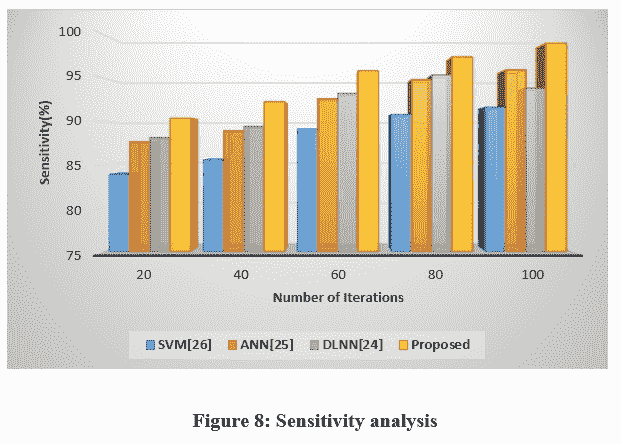 100
95
90
85
80
75
Sensitivity(%)
20 40 60 80 100
Number of Iterations
SVM[26] ANN[25] DLNN[24] Proposed
Figure 8: Sensitivity analysis